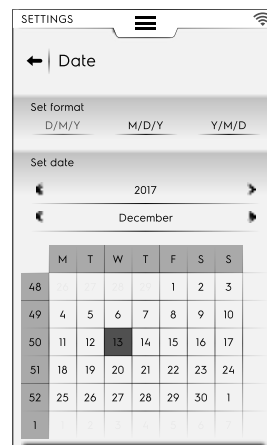 SETTINGS
Date
Set format
D/M/Y M/D/Y Y/M/D
Set date
2017
December
M T W T F S S
48 1 2 3
49 4 5 6 7 8 9 10
50 11 12 13 14 15 16 17
51 18 19 20 21 22 23 24
52 25 26 27 28 29 30 1
1